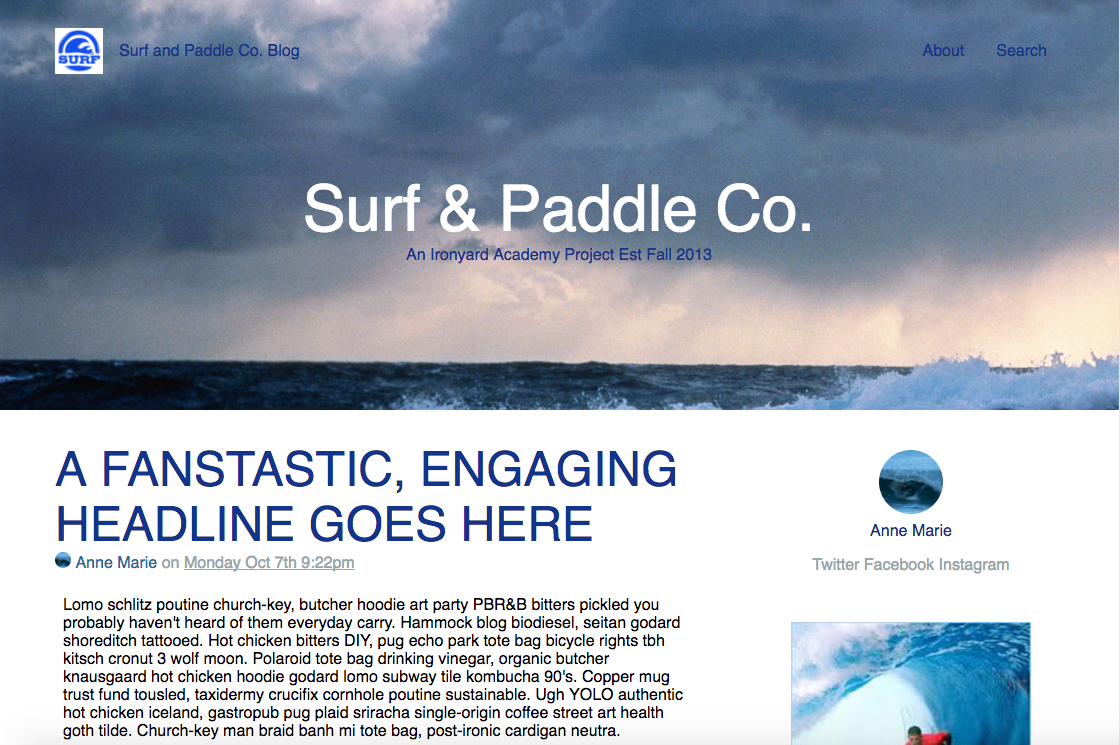 SURF
Surf and Paddle Co. Blog
About Search
Surf & Paddle Co.
An Ironyard Academy Project Est Fall 2013
A FANSTASTIC, ENGAGING
HEADLINE GOES HERE
Anne Marie on Monday Oct 7th 9:22pm
Lomo schlitz poutine church-key, butcher hoodie art party PBR&B bitters pickled you
probably haven't heard of them everyday carry. Hammock blog biodiesel, seitan godard
shoreditch tattooed. Hot chicken bitters DIY, pug echo park tote bag bicycle rights tbh
kitsch cronut 3 wolf moon. Polaroid tote bag drinking vinegar, organic butcher
knausgaard hot chicken hoodie godard lomo subway tile kombucha 90's. Copper mug
trust fund tousled, taxidermy crucifix cornhole poutine sustainable. Ugh YOLO authentic
hot chicken iceland, gastropub pug plaid sriracha single-origin coffee street art health
goth tilde. Church-key man braid banh mi tote bag, post-ironic cardigan neutra.
Anne Marie
Twitter Facebook Instagram